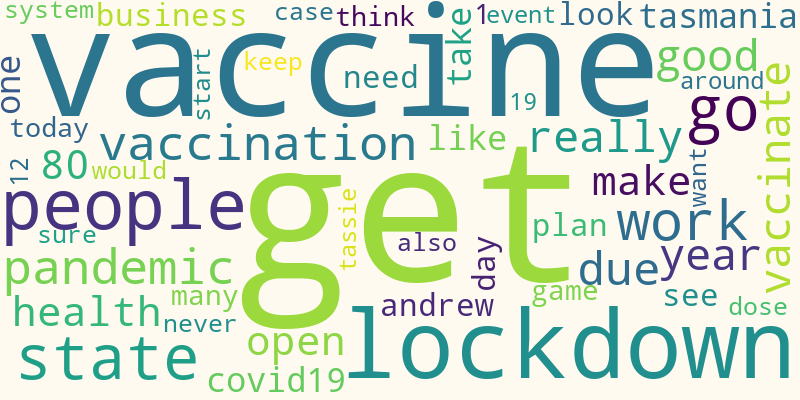 system
business
case
think
1
event
look
tasmania
vaccine
take
one
start
keep
need
good
around
19
go
today
vaccination
like
really
vaccinate
12
80
would
get
make
want
people
tassie
plan
work
sure
also
day
due
year
pandemic
many
andrew
game
see
dose
health
never
open
lockdown
state
covid19